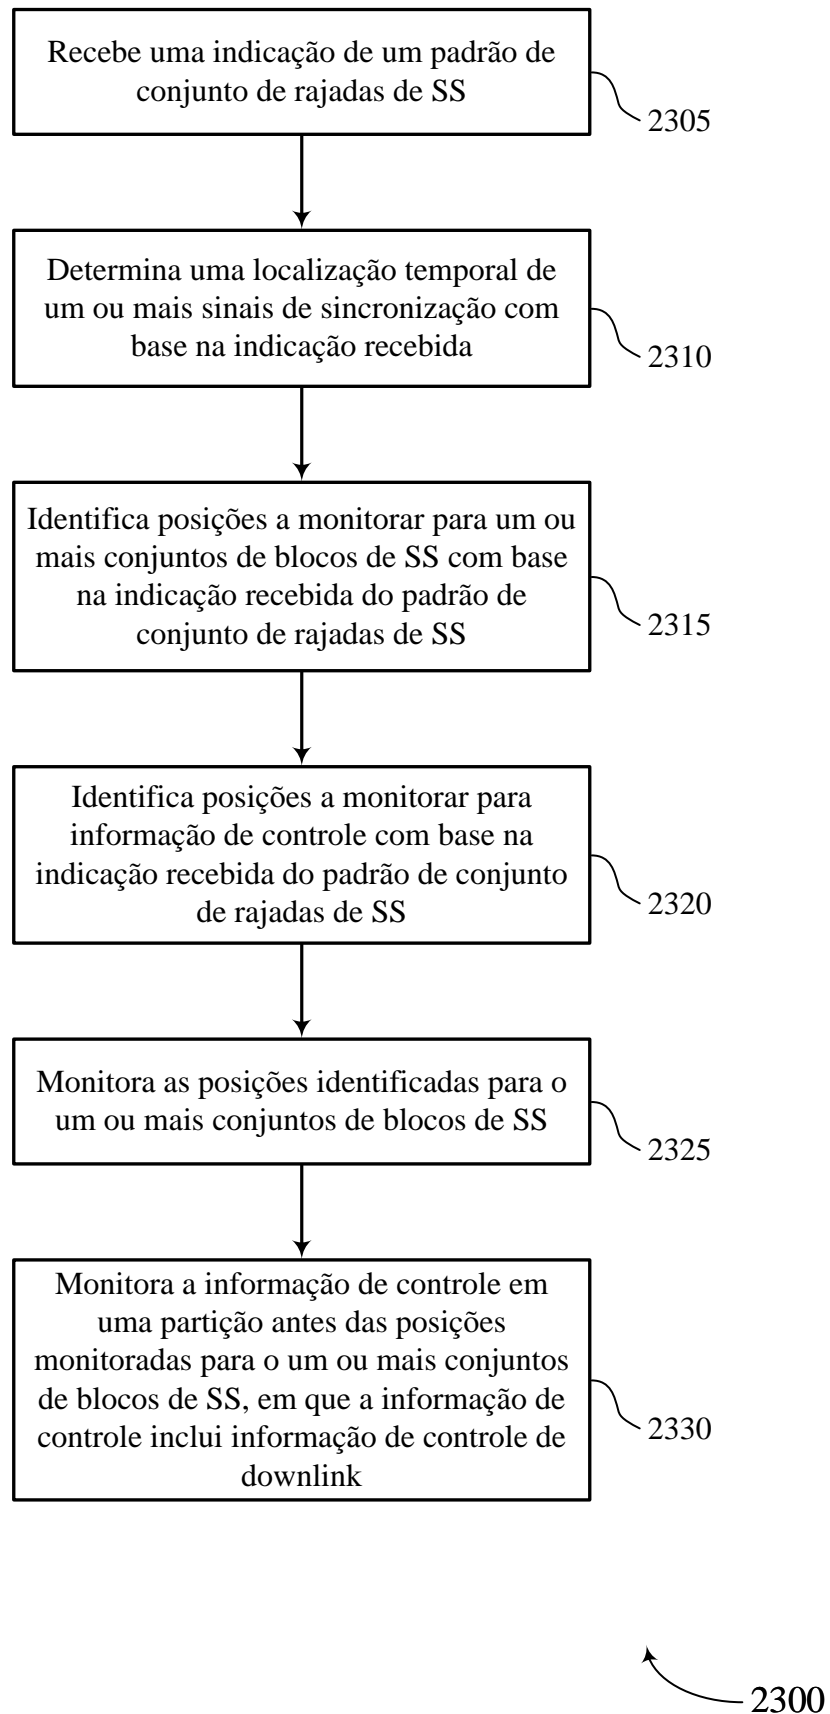 Recebe uma indicação de um padrão de
conjunto de rajadas de SS
2305
Determina uma localização temporal de
um ou mais sinais de sincronização com
base na indicação recebida
2310
Identifica posições a monitorar para um ou
mais conjuntos de blocos de SS com base
na indicação recebida do padrão de
conjunto de rajadas de SS
2315
Identifica posições a monitorar para
informação de controle com base na
indicação recebida do padrão de conjunto
de rajadas de SS
2320
Monitora as posições identificadas para o
um ou mais conjuntos de blocos de SS
2325
Monitora a informação de controle em
uma partição antes das posições
monitoradas para o um ou mais conjuntos
de blocos de SS, em que a informação de
controle inclui informação de controle de
downlink
2330
2300